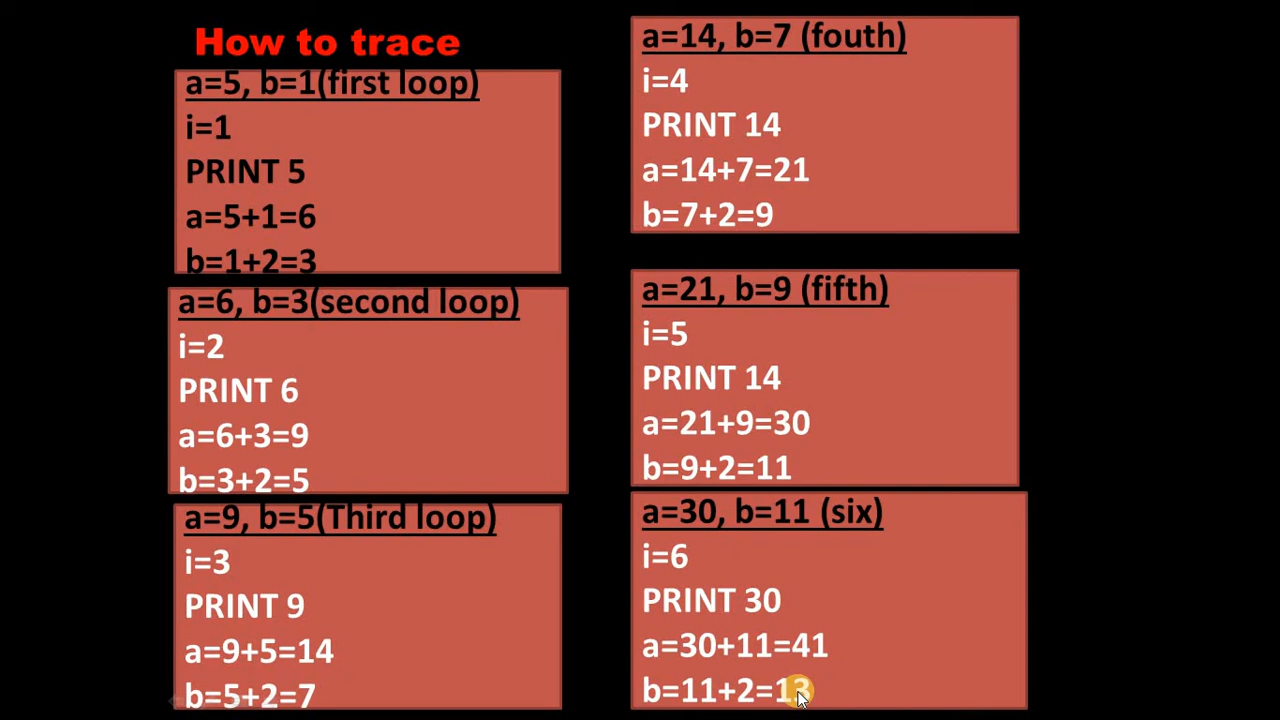 How to trace
a=5, b=1(first loop)
i=1
PRINT 5
a=5+1=6
b=1+2=3
a=6, b=3(second loop)
i=2
PRINT 6
a=6+3=9
b=3+2=5
a=9, b=5(Third loop)
i=3
PRINT 9
a=9+5=14
b=5+2=7
a=14, b=7 (fouth)
i=4
PRINT 14
a=14+7=21
b=7+2=9
a=21, b=9 (fifth)
i=5
PRINT 14
a=21+9=30
b=9+2=11
a=30, b=11 (six)
i=6
PRINT 30
a=30+11=41
b=11+2=13